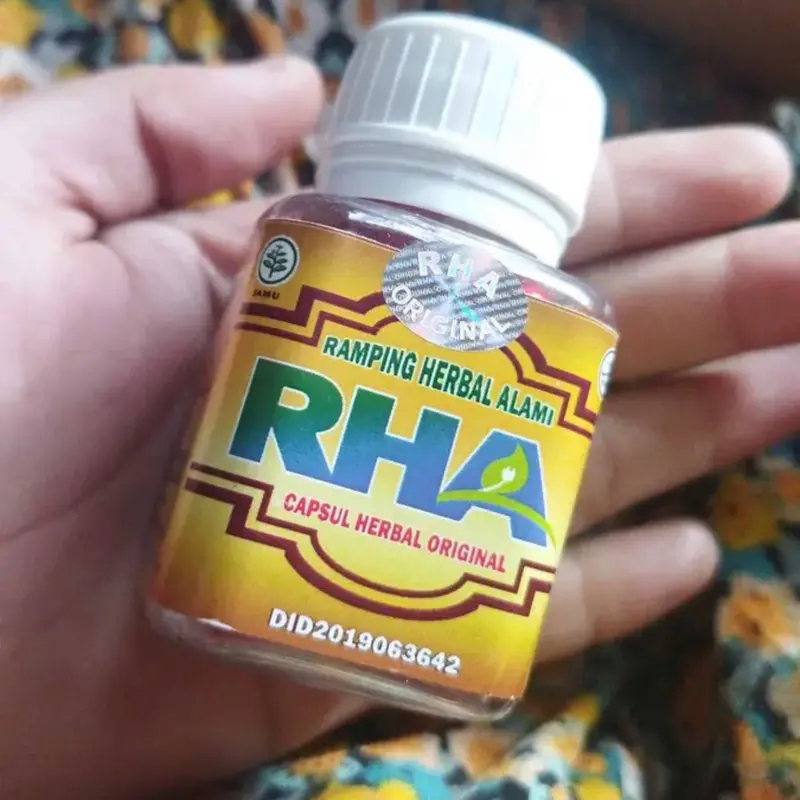 RHA
ORIGINAL
JAMU
RAMPING HERBAL ALAMI
RHA
CAPSUL HERBAL ORIGINAL
DID2019063642